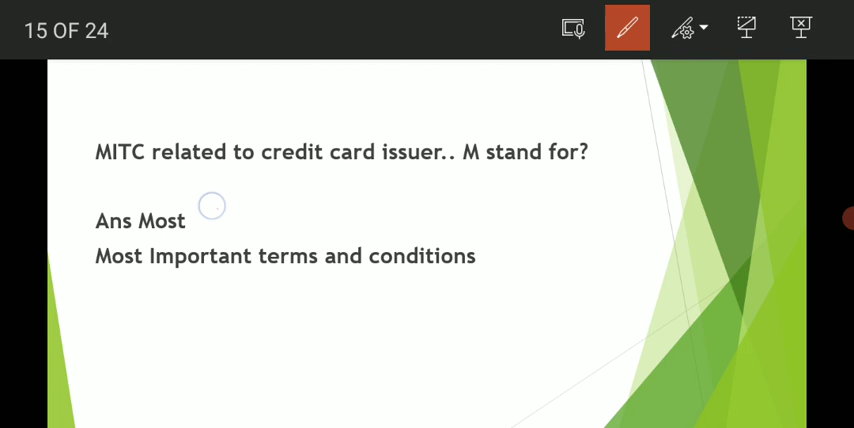 15 OF 24
MITC related to credit card issuer.. M stand for?
Ans Most
Most Important terms and conditions